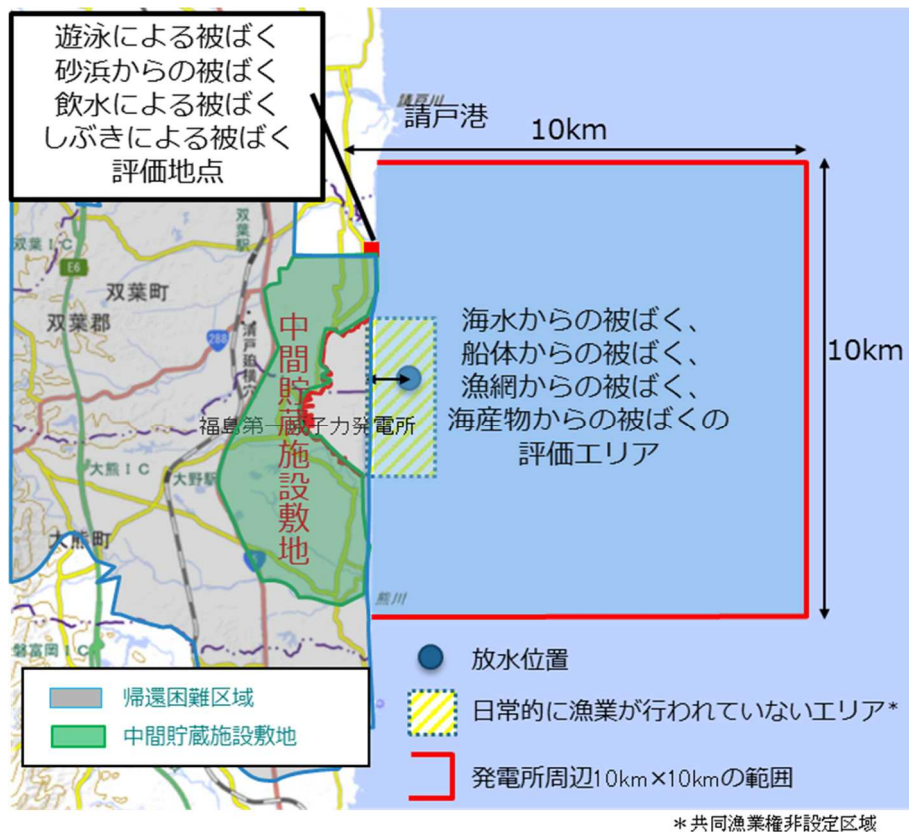 遊泳による被ばく
砂浜からの被ばく
飲水による被ばく
しぶきによる被ばく
評価地点
請戸川
請戸港
10km
双葉駅
双葉IC
E6
双葉町
双葉郡
288
清戸廹横穴
中間貯蔵施設敷地
海水からの被ばく、
船体からの被ばく、
漁網からの被ばく、
海産物からの被ばくの
評価エリア
10km
福島第一原子力発電所
大熊IC
大野駅
大熊町
6
熊川
常磐富岡IC
放水位置
帰還困難区域
中間貯蔵施設敷地
日常的に漁業が行われていないエリア*
発電所周辺10km×10kmの範囲
*共同漁業権非設定区域